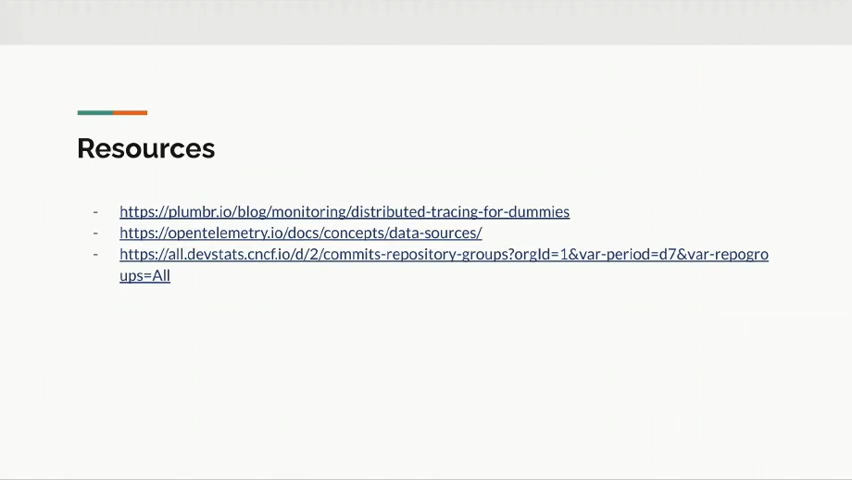 Resources
- https://plumbr.io/blog/monitoring/distributed-tracing-for-dummies
- https://opentelemetry.io/docs/concepts/data-sources/
- https://all.devstats.cncf.io/d/2/commits-repository-groups?orgId=1&var-period=d7&var-repogro
ups=All